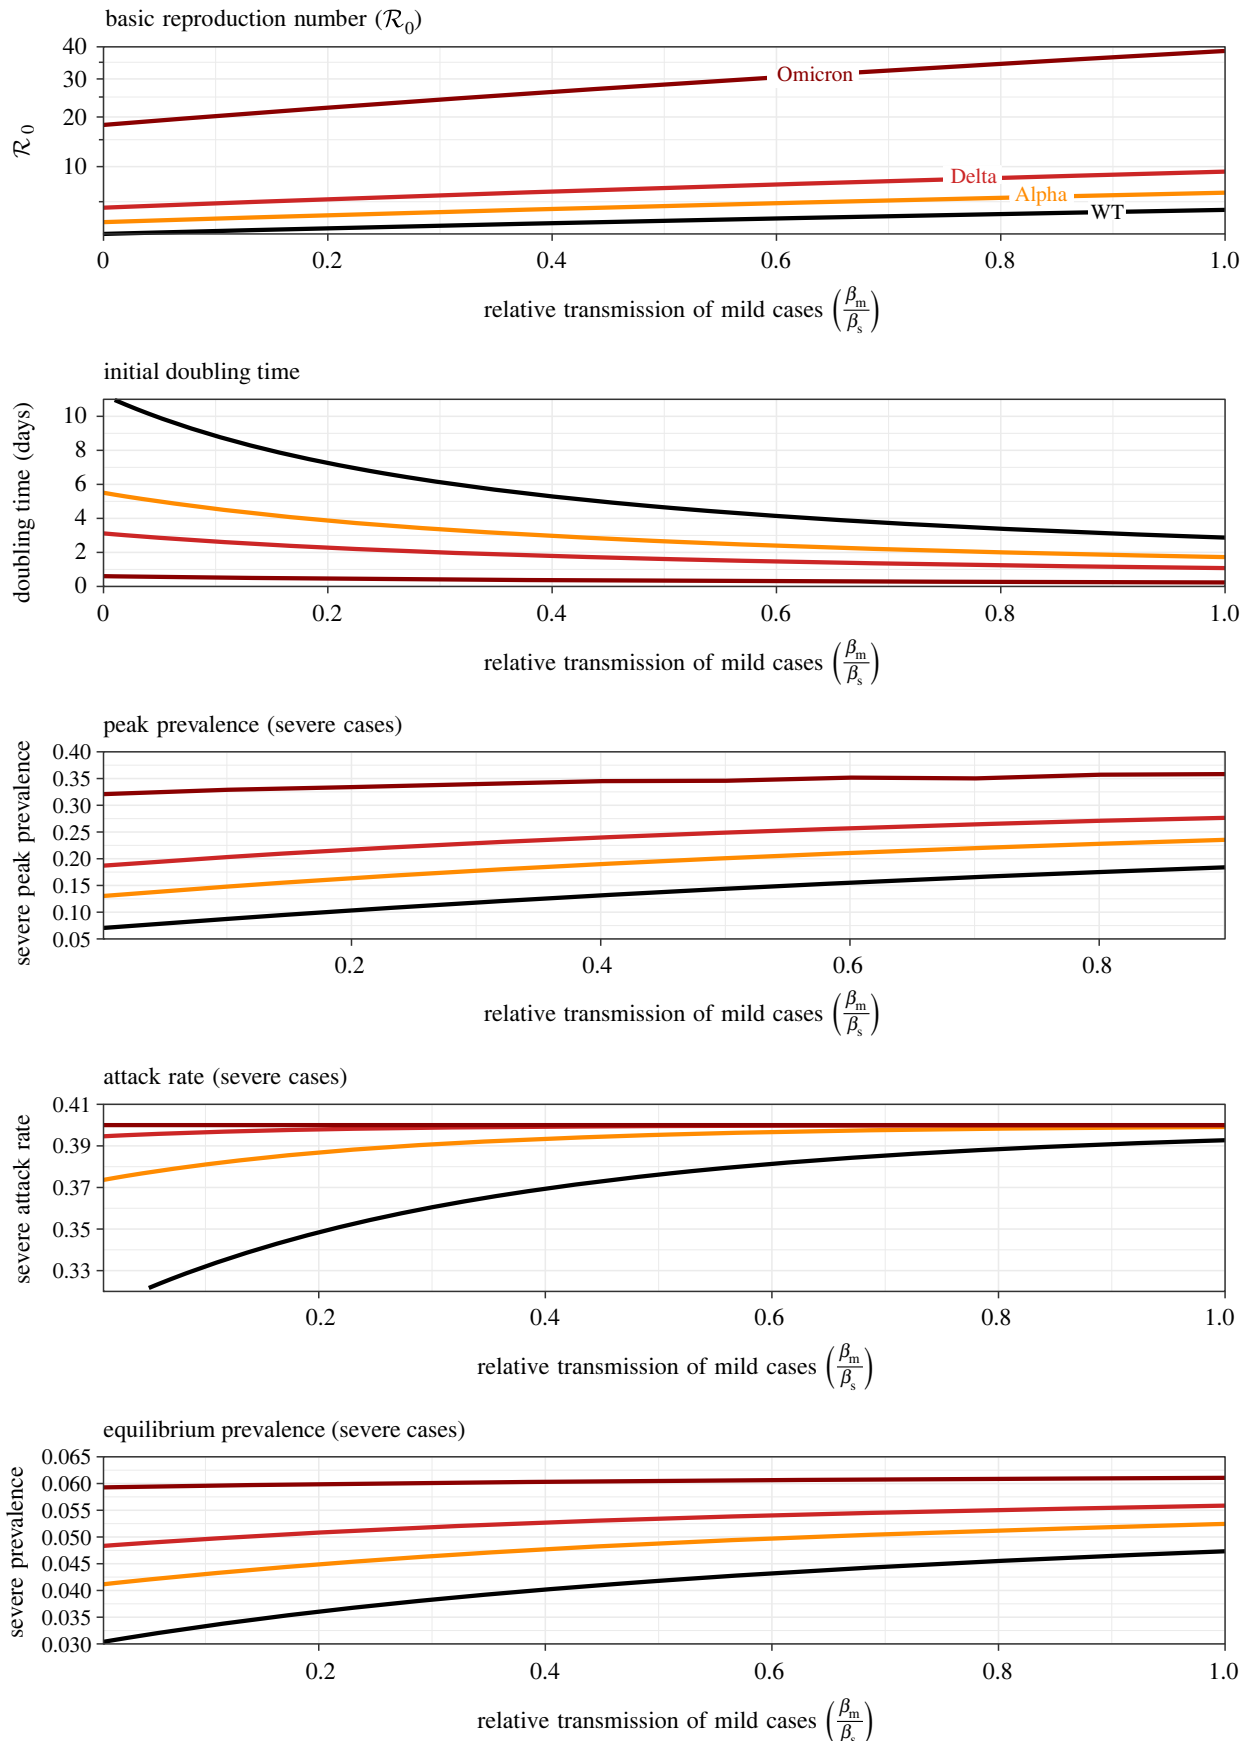 basic reproduction number (ℛ0)
40
30
20
10
ℛ0
Omicron
Delta
Alpha
WT
0 0.2 0.4 0.6 0.8 1.0
relative transmission of mild cases (βm/βs)
initial doubling time
10
8
6
4
2
0
doubling time (days)
0 0.2 0.4 0.6 0.8 1.0
relative transmission of mild cases (βm/βs)
peak prevalence (severe cases)
0.40
0.35
0.30
0.25
0.20
0.15
0.10
0.05
severe peak prevalence
0.2 0.4 0.6 0.8
relative transmission of mild cases (βm/βs)
attack rate (severe cases)
0.41
0.39
0.37
0.35
0.33
severe attack rate
0.2 0.4 0.6 0.8 1.0
relative transmission of mild cases (βm/βs)
equilibrium prevalence (severe cases)
0.065
0.060
0.055
0.050
0.045
0.040
0.035
0.030
severe prevalence
0.2 0.4 0.6 0.8 1.0
relative transmission of mild cases (βm/βs)